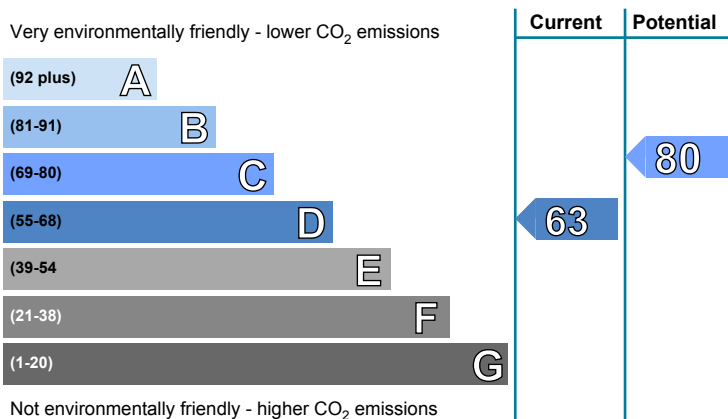 Current Potential
Very environmentally friendly - lower CO2 emissions
(92 plus) A
(81-91) B
(69-80) C
80
(55-68) D
63
(39-54 E
(21-38) F
(1-20) G
Not environmentally friendly - higher CO2 emissions